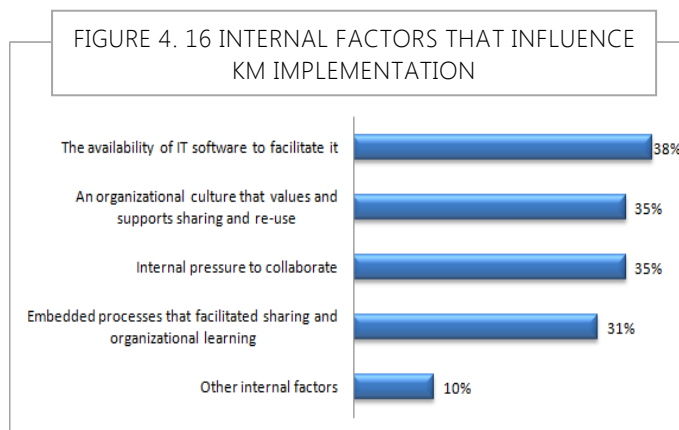 FIGURE 4. 16 INTERNAL FACTORS THAT INFLUENCE
KM IMPLEMENTATION
The availability of IT software to facilitate it
38%
An organizational culture that values and
supports sharing and re-use
35%
Internal pressure to collaborate
35%
Embedded processes that facilitated sharing and
organizational learning
31%
Other internal factors
10%